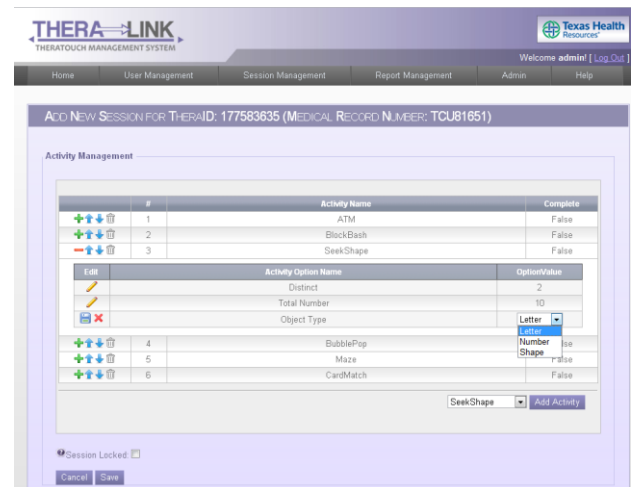 THERA LINK
THERATOUCH MANAGEMENT SYSTEM
Texas Health
Resources
Welcome admin! [ Log Out ]
Home User Management Session Management Report Management Admin Help
ADD NEW SESSION FOR THERAID: 177583635 (MEDICAL RECORD NUMBER: TCU81651)
Activity Management
# Activity Name Complete
1 ATM False
2 BlockBash False
3 SeekShape False
Edit Activity Option Name OptionValue
Distinct 2
Total Number 10
Object Type Letter
Letter
Number
Shape
4 BubblePop lse
5 Maze False
6 CardMatch False
SeekShape Add Activity
Session Locked:
Cancel Save